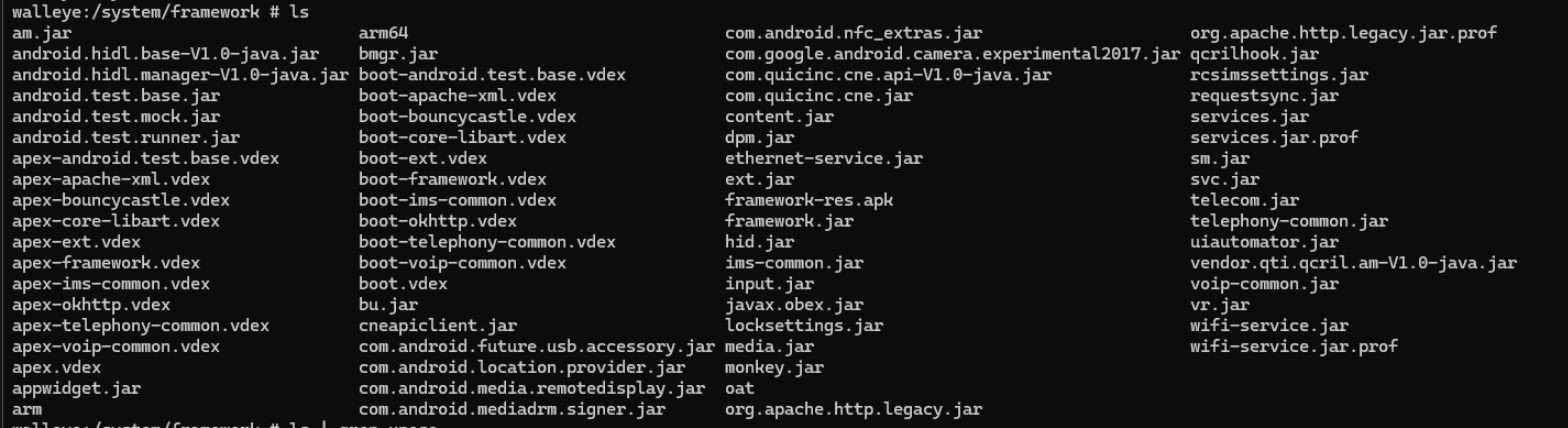 walleye:/system/framework # ls
am.jar arm64 com.android.nfc_extras.jar org.apache.http.legacy.jar.prof
android.hidl.base-V1.0-java.jar bmgr.jar com.google.android.camera.experimental2017.jar qcrilhook.jar
android.hidl.manager-V1.0-java.jar boot-android.test.base.vdex com.quicinc.cne.api-V1.0-java.jar rcsimssettings.jar
android.test.base.jar boot-apache-xml.vdex com.quicinc.cne.jar requestsync.jar
android.test.mock.jar boot-bouncycastle.vdex content.jar services.jar
android.test.runner.jar boot-core-libart.vdex dpm.jar services.jar.prof
apex-android.test.base.vdex boot-ext.vdex ethernet-service.jar sm.jar
apex-apache-xml.vdex boot-framework.vdex ext.jar svc.jar
apex-bouncycastle.vdex boot-ims-common.vdex framework-res.apk telecom.jar
apex-core-libart.vdex boot-okhttp.vdex framework.jar telephony-common.jar
apex-ext.vdex boot-telephony-common.vdex hid.jar uiautomator.jar
apex-framework.vdex boot-voip-common.vdex ims-common.jar vendor.qti.qcril.am-V1.0-java.jar
apex-ims-common.vdex boot.vdex input.jar voip-common.jar
apex-okhttp.vdex bu.jar javax.obex.jar vr.jar
apex-telephony-common.vdex cneapiclient.jar locksettings.jar wifi-service.jar
apex-voip-common.vdex com.android.future.usb.accessory.jar media.jar wifi-service.jar.prof
apex.vdex com.android.location.provider.jar monkey.jar
appwidget.jar com.android.media.remotedisplay.jar oat
arm com.android.mediadrm.signer.jar org.apache.http.legacy.jar
walleye:/system/framework # ls | grep